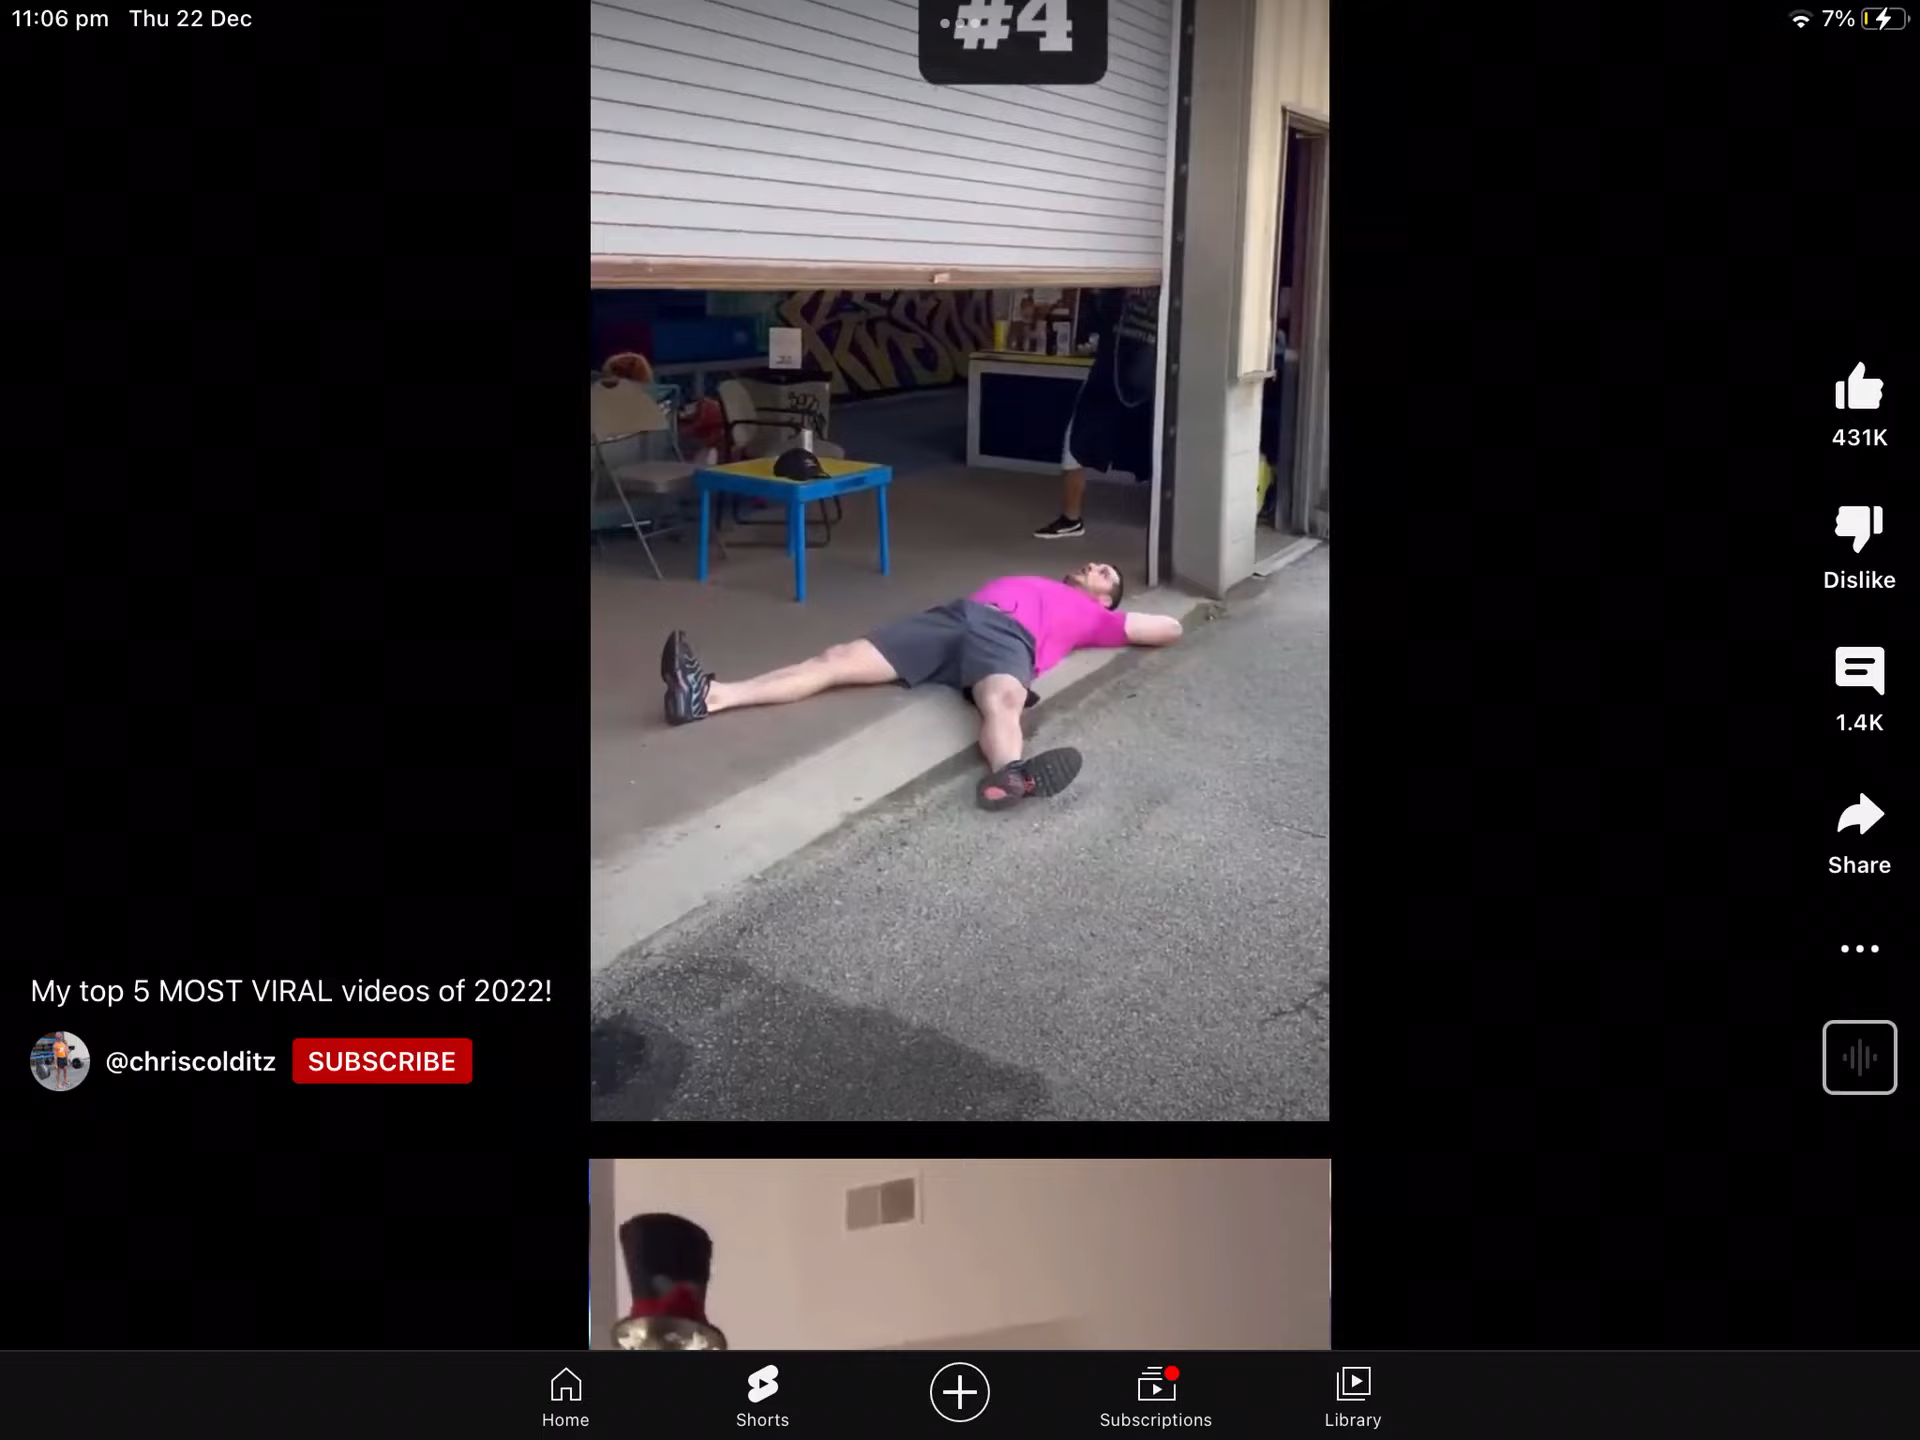 11:06 pm Thu 22 Dec
7%
#4
431K
Dislike
1.4K
Share
My top 5 MOST VIRAL videos of 2022!
@chriscolditz
SUBSCRIBE
Home
Shorts
Subscriptions
Library